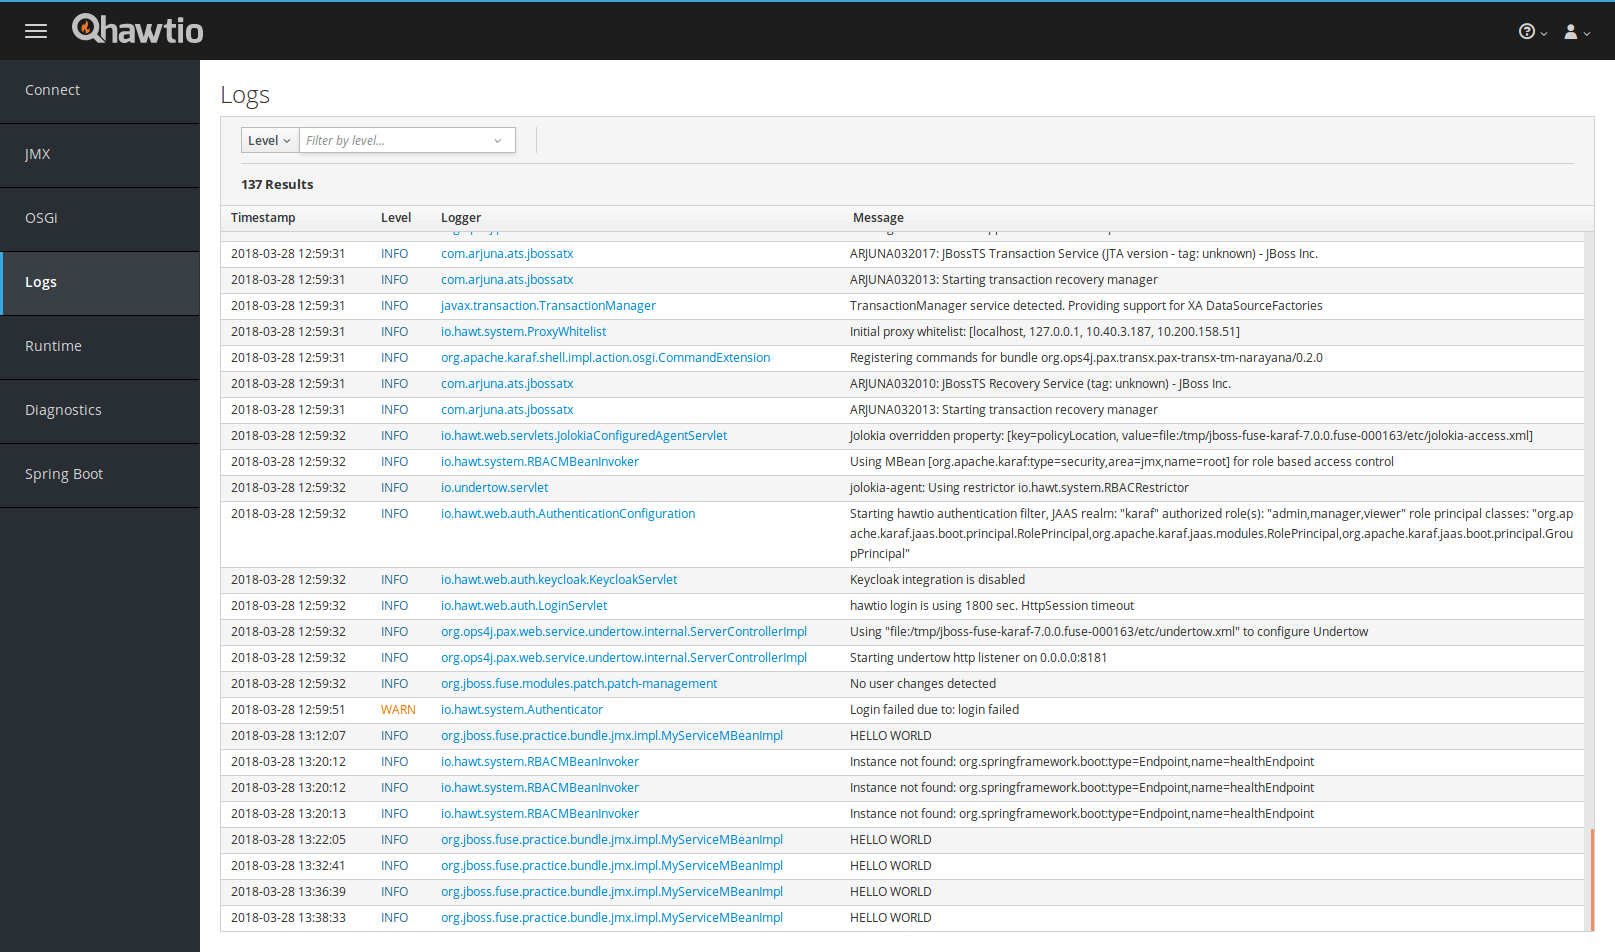 hawtio
Connect
JMX
OSGi
Logs
Runtime
Diagnostics
Spring Boot
Logs
Level Filter by level...
137 Results
Timestamp Level Logger Message
2018-03-28 12:59:31 INFO com.arjuna.ats.jbossatx ARJUNA032017: JBossTS Transaction Service (JTA version - tag: unknown) - JBoss Inc.
2018-03-28 12:59:31 INFO com.arjuna.ats.jbossatx ARJUNA032013: Starting transaction recovery manager
2018-03-28 12:59:31 INFO javax.transaction.TransactionManager TransactionManager service detected. Providing support for XA DataSourceFactories
2018-03-28 12:59:31 INFO io.hawt.system.ProxyWhitelist Initial proxy whitelist: [localhost, 127.0.0.1, 10.40.3.187, 10.200.158.51]
2018-03-28 12:59:31 INFO org.apache.karaf.shell.impl.action.osgi.CommandExtension Registering commands for bundle org.ops4j.pax.transx.pax-transx-tm-narayana/0.2.0
2018-03-28 12:59:31 INFO com.arjuna.ats.jbossatx ARJUNA032010: JBossTS Recovery Service (tag: unknown) - JBoss Inc.
2018-03-28 12:59:31 INFO com.arjuna.ats.jbossatx ARJUNA032013: Starting transaction recovery manager
2018-03-28 12:59:32 INFO io.hawt.web.servlets.JolokiaConfiguredAgentServlet Jolokia overridden property: [key=policyLocation, value=file:/tmp/jboss-fuse-karaf-7.0.0.fuse-000163/etc/jolokia-access.xml]
2018-03-28 12:59:32 INFO io.hawt.system.RBACMBeanInvoker Using MBean [org.apache.karaf:type=security,area=jmx,name=root] for role based access control
2018-03-28 12:59:32 INFO io.undertow.servlet jolokia-agent: Using restrictor io.hawt.system.RBACRestrictor
2018-03-28 12:59:32 INFO io.hawt.web.auth.AuthenticationConfiguration Starting hawtio authentication filter, JAAS realm: "karaf" authorized role(s): "admin,manager,viewer" role principal classes: "org.ap
ache.karaf.jaas.boot.principal.RolePrincipal,org.apache.karaf.jaas.modules.RolePrincipal,org.apache.karaf.jaas.boot.principal.Grou
pPrincipal"
2018-03-28 12:59:32 INFO io.hawt.web.auth.keycloak.KeycloakServlet Keycloak integration is disabled
2018-03-28 12:59:32 INFO io.hawt.web.auth.LoginServlet hawtio login is using 1800 sec. HttpSession timeout
2018-03-28 12:59:32 INFO org.ops4j.pax.web.service.undertow.internal.ServerControllerImpl Using "file:/tmp/jboss-fuse-karaf-7.0.0.fuse-000163/etc/undertow.xml" to configure Undertow
2018-03-28 12:59:32 INFO org.ops4j.pax.web.service.undertow.internal.ServerControllerImpl Starting undertow http listener on 0.0.0.0:8181
2018-03-28 12:59:32 INFO org.jboss.fuse.modules.patch.patch-management No user changes detected
2018-03-28 12:59:51 WARN io.hawt.system.Authenticator Login failed due to: login failed
2018-03-28 13:12:07 INFO org.jboss.fuse.practice.bundle.jmx.impl.MyServiceMBeanImpl HELLO WORLD
2018-03-28 13:20:12 INFO io.hawt.system.RBACMBeanInvoker Instance not found: org.springframework.boot:type=Endpoint,name=healthEndpoint
2018-03-28 13:20:12 INFO io.hawt.system.RBACMBeanInvoker Instance not found: org.springframework.boot:type=Endpoint,name=healthEndpoint
2018-03-28 13:20:13 INFO io.hawt.system.RBACMBeanInvoker Instance not found: org.springframework.boot:type=Endpoint,name=healthEndpoint
2018-03-28 13:22:05 INFO org.jboss.fuse.practice.bundle.jmx.impl.MyServiceMBeanImpl HELLO WORLD
2018-03-28 13:32:41 INFO org.jboss.fuse.practice.bundle.jmx.impl.MyServiceMBeanImpl HELLO WORLD
2018-03-28 13:36:39 INFO org.jboss.fuse.practice.bundle.jmx.impl.MyServiceMBeanImpl HELLO WORLD
2018-03-28 13:38:33 INFO org.jboss.fuse.practice.bundle.jmx.impl.MyServiceMBeanImpl HELLO WORLD